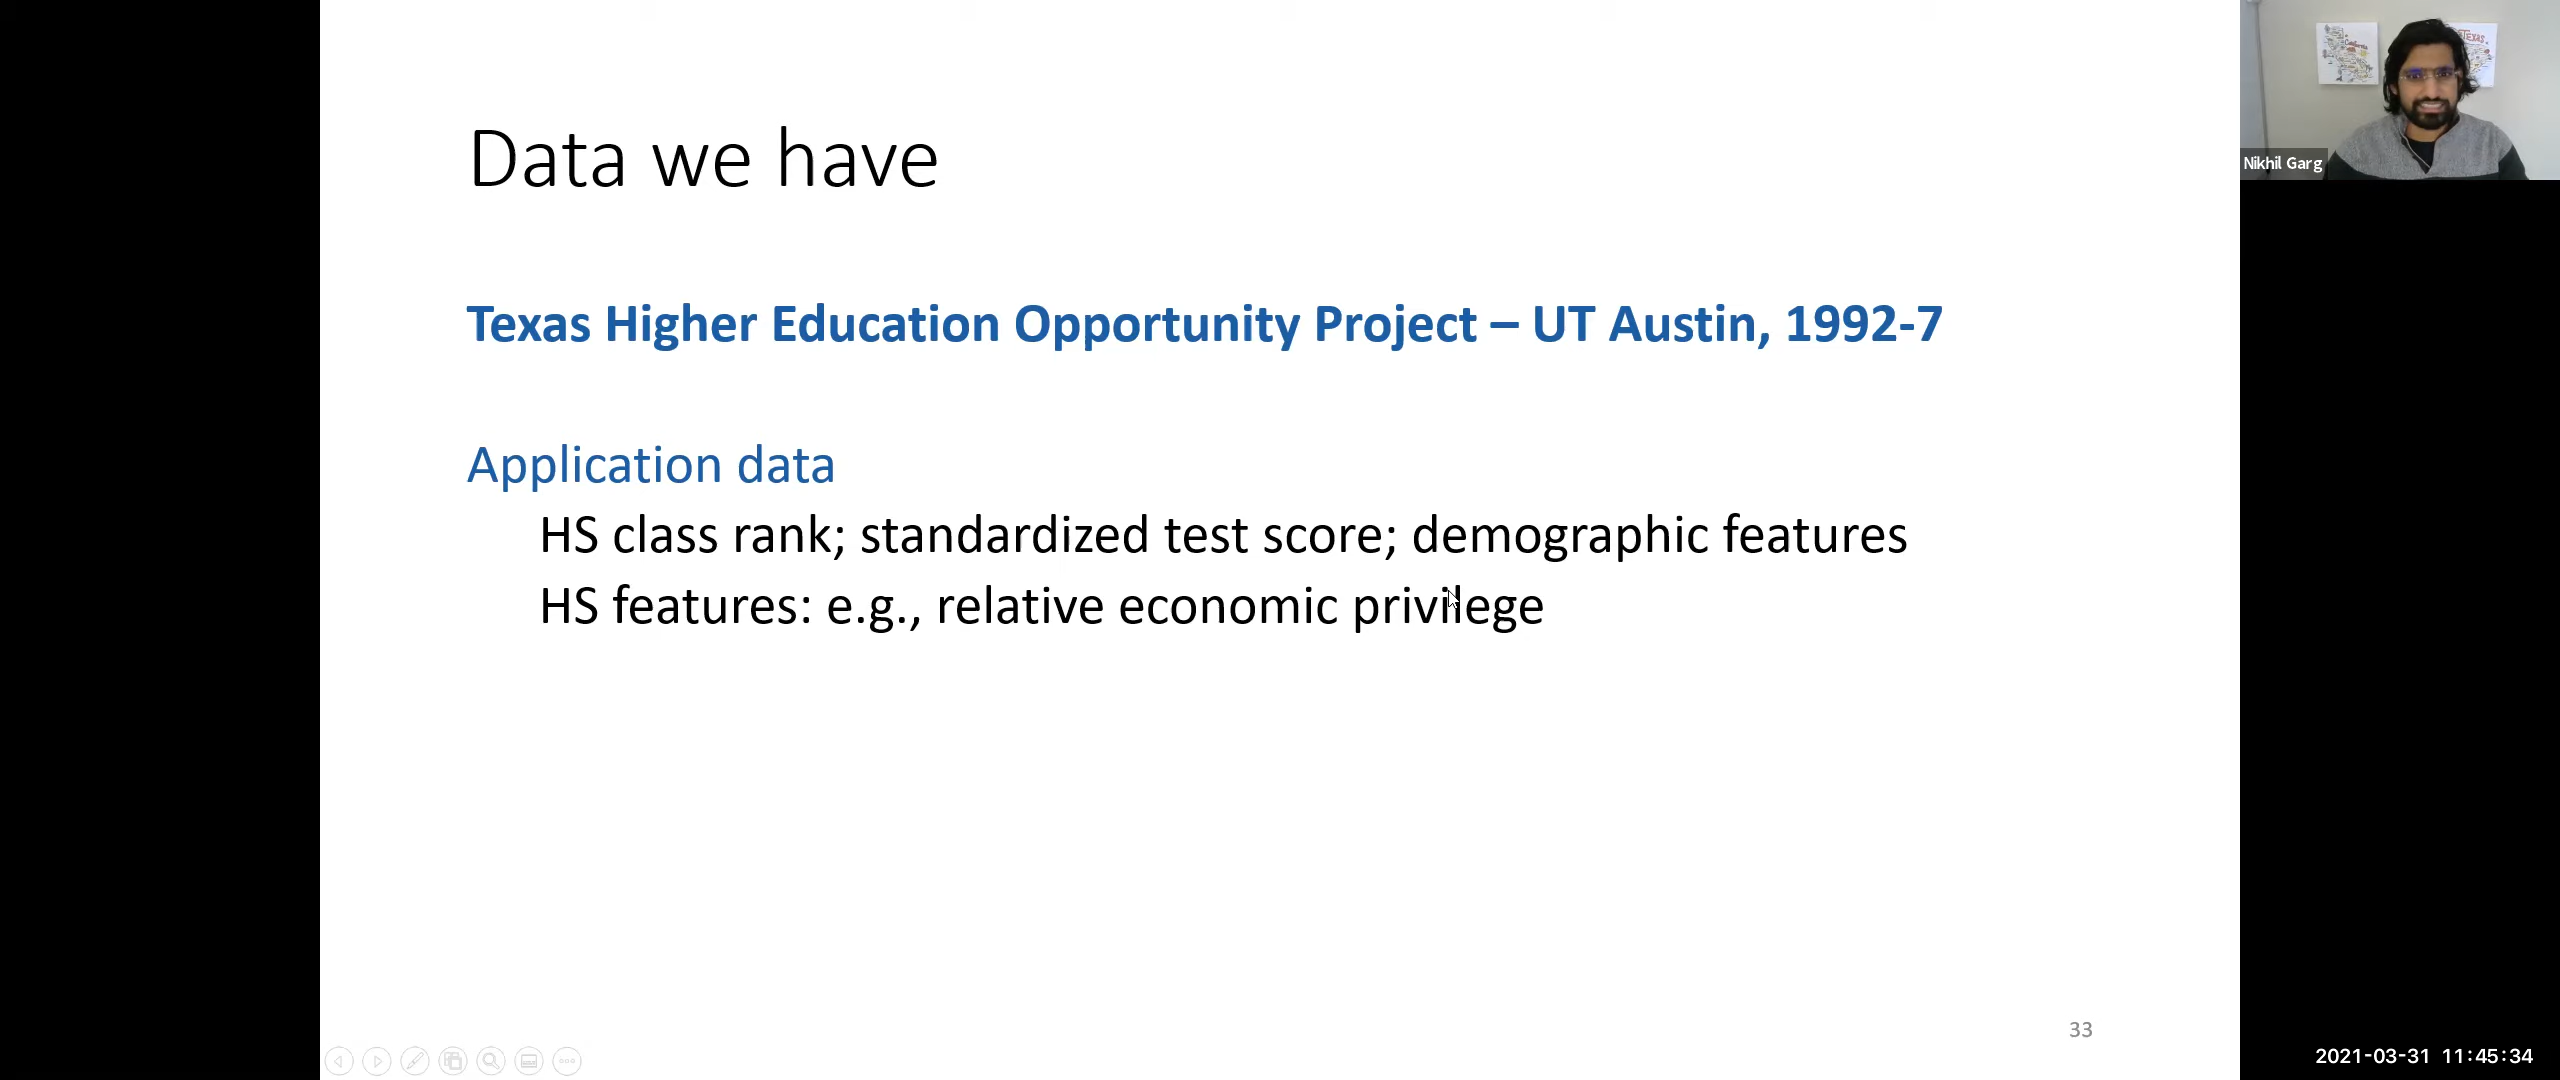 Data we have
Texas Higher Education Opportunity Project – UT Austin, 1992-7
Application data
HS class rank; standardized test score; demographic features
HS features: e.g., relative economic privilege
33
Texas
Nikhil Garg
2021-03-31 11:45:34